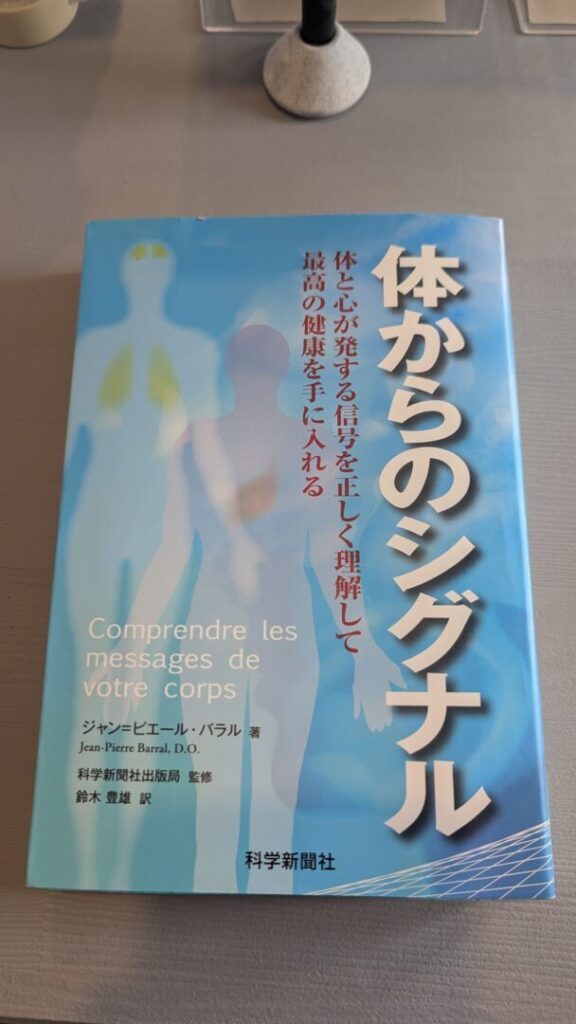 体からのシグナル
体と心が発する信号を正しく理解して
最高の健康を手に入れる
Comprendre les
messages de
votre corps
ジャン=ピエール・バラル 著
Jean-Pierre Barral, D.O.
科学新聞社出版局 監修
鈴木 豊雄 訳
科学新聞社